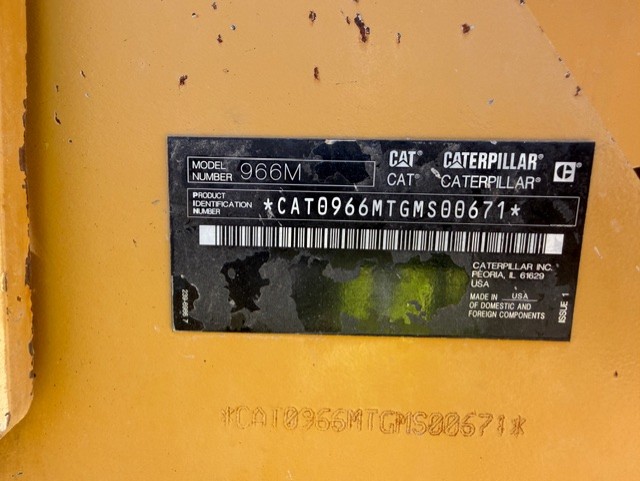 MODEL NUMBER 966M
CAT® CATERPILLAR®
CAT® CATERPILLAR®
C
PRODUCT IDENTIFICATION NUMBER *CAT0966MTGMS00671*
CATERPILLAR INC.
PEORIA, IL 61629
USA
MADE IN USA
OF DOMESTIC AND
FOREIGN COMPONENTS
ISSUE 1
*CAT0966MTGMS00671*